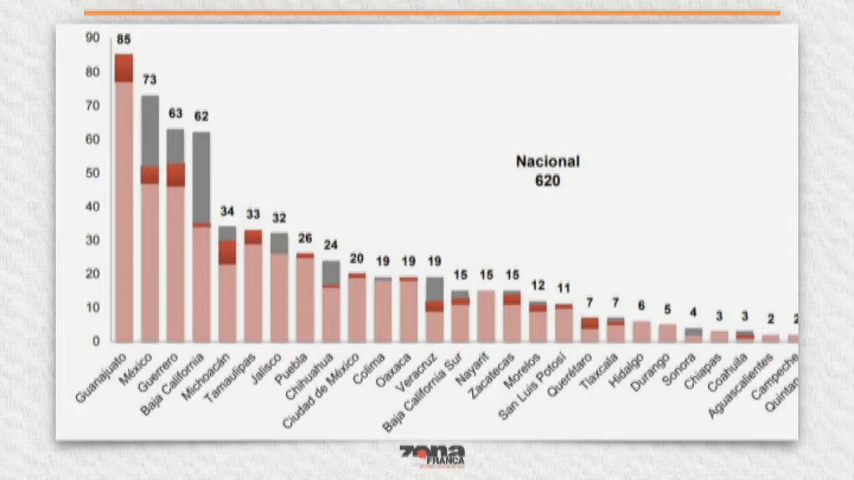 90
80
70
60
50
40
30
20
10
0
85
73
63
62
34
33
32
26
24
20
19
19
19
15
15
15
12
11
7
7
6
5
4
3
3
2
2
Nacional
620
Guanajuato
México
Guerrero
Baja California
Michoacán
Tamaulipas
Jalisco
Puebla
Chihuahua
Ciudad de México
Colima
Oaxaca
Veracruz
Baja California Sur
Nayarit
Zacatecas
Morelos
San Luis Potosí
Querétaro
Tlaxcala
Hidalgo
Durango
Sonora
Chiapas
Coahuila
Aguascalientes
Campeche
Quintan
zona
FRANCA